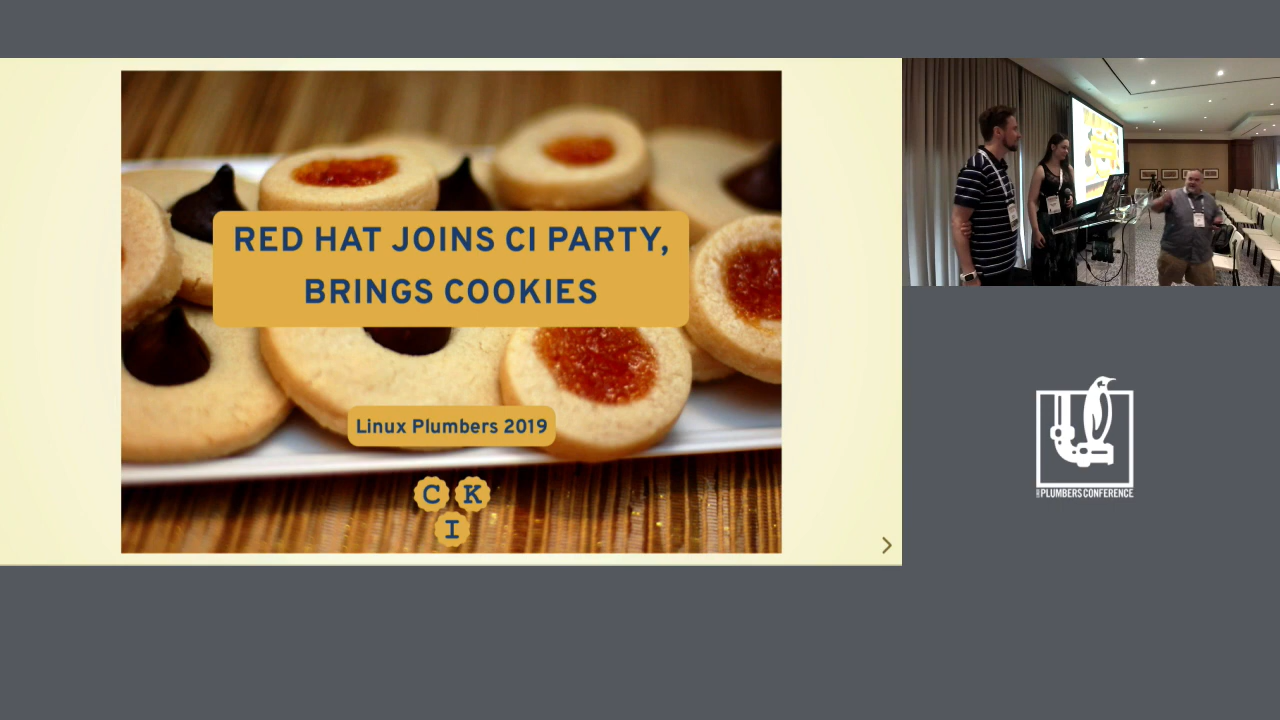 RED HAT JOINS CI PARTY,
BRINGS COOKIES
Linux Plumbers 2019
C K
I
PLUMBERS CONFERENCE